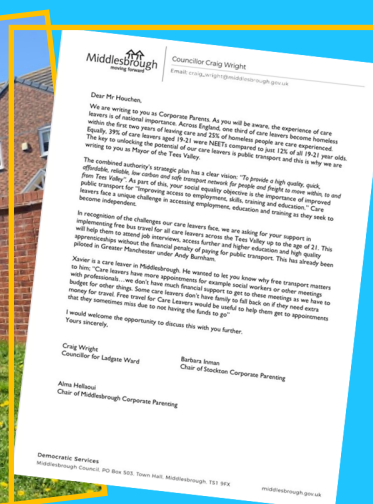 Middlesbrough
moving forward
Councillor Craig Wright
Email: craig_wright@middlesbrough.gov.uk
Dear Mr Houchen,
We are writing to you as Corporate Parents. As you will be aware, the experience of care
leavers is of national importance. Across England, one third of care leavers become homeless
within the first two years of leaving care and 25% of homeless people are care experienced.
Equally, 39% of care leavers aged 19-21 were NEETs compared to just 12% of all 19-21 year olds.
The key to unlocking the potential of our care leavers is public transport and this is why we are
writing to you as Mayor of the Tees Valley.
The combined authority's strategic plan has a clear vision: "To provide a high quality, quick,
affordable, reliable, low carbon and safe transport network for people and freight to move within, to and
from Tees Valley". As part of this, your social equality objective is the importance of improved
public transport for "Improving access to employment, skills, training and education." Care
leavers face a unique challenge in accessing employment, education and training as they seek to
become independent.
In recognition of the challenges our care leavers face, we are asking for your support in
implementing free bus travel for all care leavers across the Tees Valley up to the age of 21. This
will help them to attend job interviews, access further and higher education and high quality
apprenticeships without the financial penalty of paying for public transport. This has already been
piloted in Greater Manchester under Andy Burnham.
Xavier is a care leaver in Middlesbrough. He wanted to let you know why free transport matters
to him; "Care leavers have more appointments for example social workers or other meetings
with professionals...we don't have much financial support to get to these meetings as we have to
budget for other things. Some care leavers don't have family to fall back on if they need extra
money for travel. Free travel for Care Leavers would be useful to help them get to appointments
that they sometimes miss due to not having the funds to go"
I would welcome the opportunity to discuss this with you further.
Yours sincerely,
Craig Wright
Councillor for Ladgate Ward
Barbara Inman
Chair of Stockton Corporate Parenting
Alma Hellaoui
Chair of Middlesbrough Corporate Parenting
Democratic Services
Middlesbrough Council, PO Box 503, Town Hall, Middlesbrough, TS1 9FX
middlesbrough.gov.uk